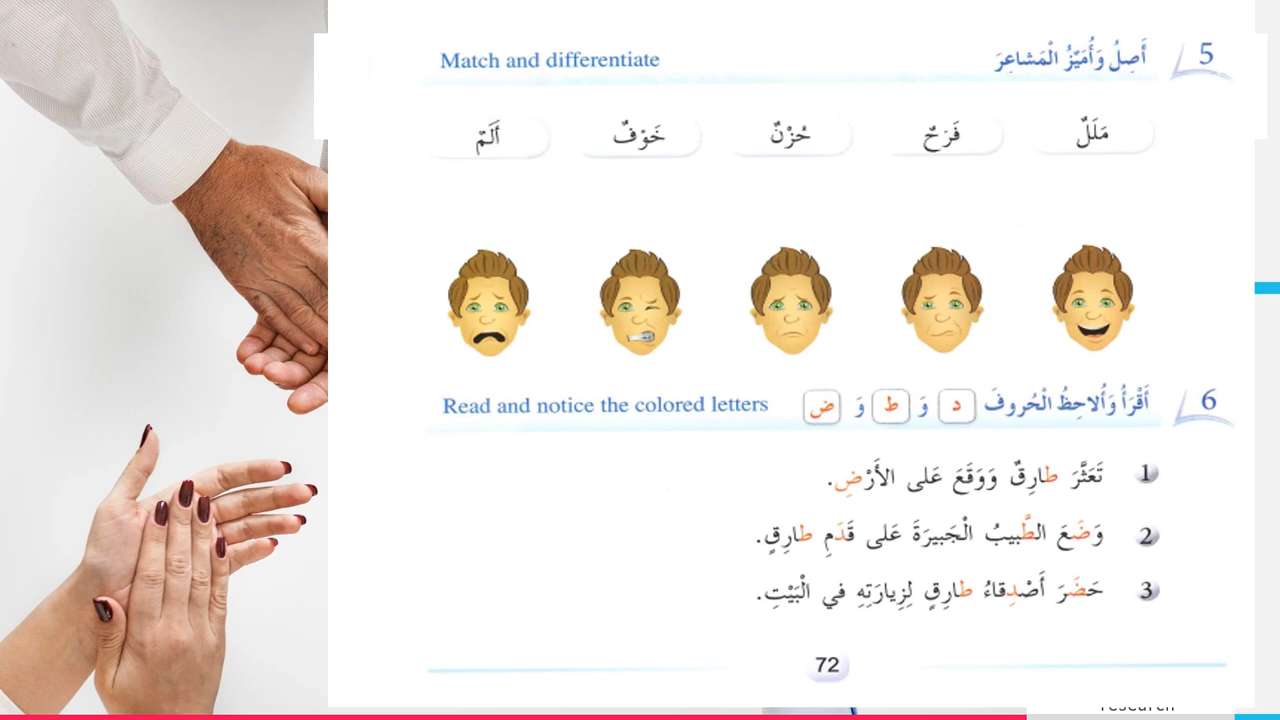 5 أَصِلُ وَأُمَيِّزُ الْمَشاعِرَ Match and differentiate
مَلَلٌ فَرَحٌ حُزْنٌ خَوْفٌ أَلَمٌ
6 أَقْرَأُ وَأُلاحِظُ الْحُروفَ د وَ ط وَ ض Read and notice the colored letters
1 تَعَثَّرَ طارِقٌ وَوَقَعَ عَلى الأَرْضِ.
2 وَضَعَ الطَّبيبُ الْجَبيرَةَ عَلى قَدَمِ طارِقٍ.
3 حَضَرَ أَصْدِقاءُ طارِقٍ لِزِيارَتِهِ في الْبَيْتِ.
72